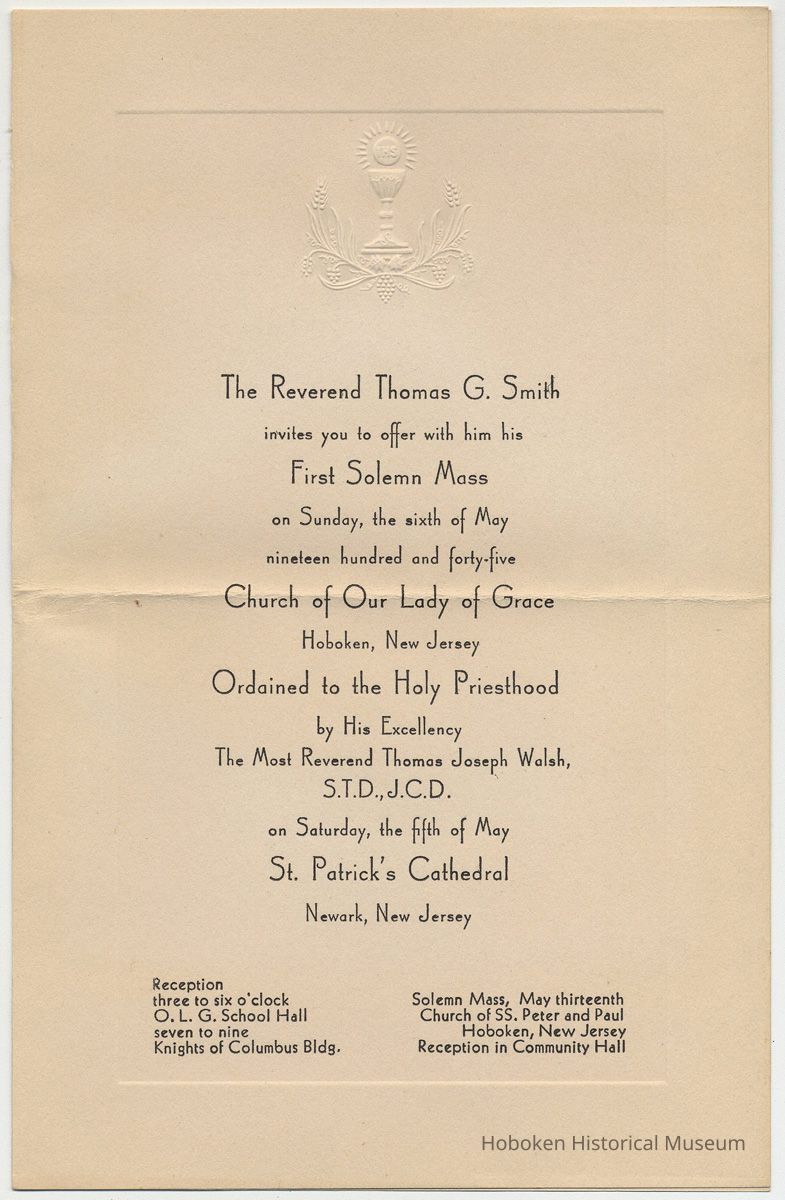 IHS
The Reverend Thomas G. Smith
invites you to offer with him his
First Solemn Mass
on Sunday, the sixth of May
nineteen hundred and forty-five
Church of Our Lady of Grace
Hoboken, New Jersey
Ordained to the Holy Priesthood
by His Excellency
The Most Reverend Thomas Joseph Walsh,
S.T.D., J.C.D.
on Saturday, the fifth of May
St. Patrick's Cathedral
Newark, New Jersey
Reception
three to six o'clock
O. L. G. School Hall
seven to nine
Knights of Columbus Bldg.
Solemn Mass, May thirteenth
Church of SS. Peter and Paul
Hoboken, New Jersey
Reception in Community Hall
Hoboken Historical Museum